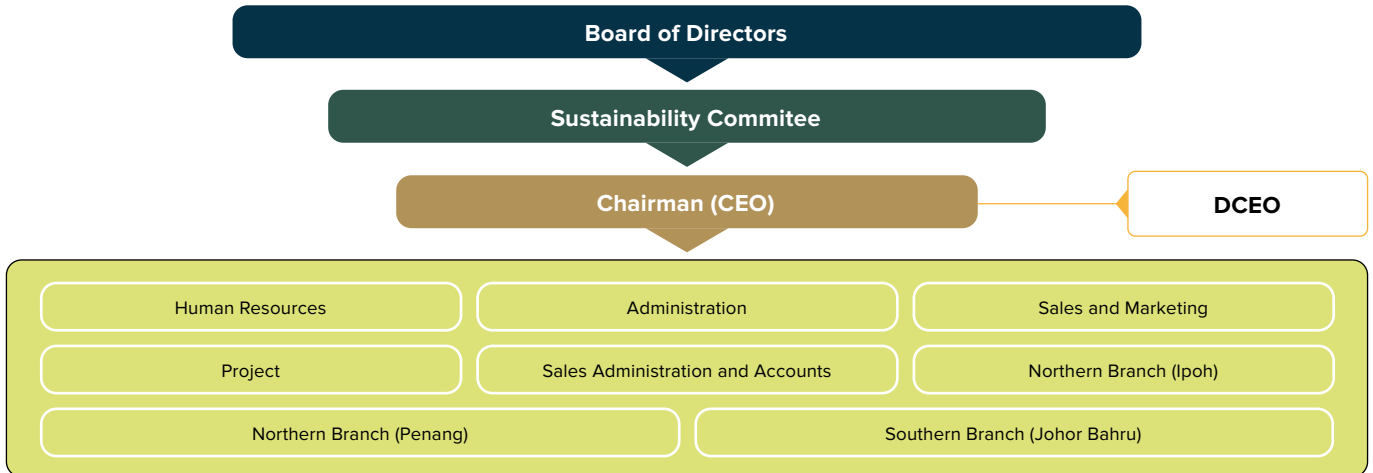 Board of Directors
Sustainability Commitee
Chairman (CEO)
DCEO
Human Resources
Administration
Sales and Marketing
Project
Sales Administration and Accounts
Northern Branch (Ipoh)
Northern Branch (Penang)
Southern Branch (Johor Bahru)